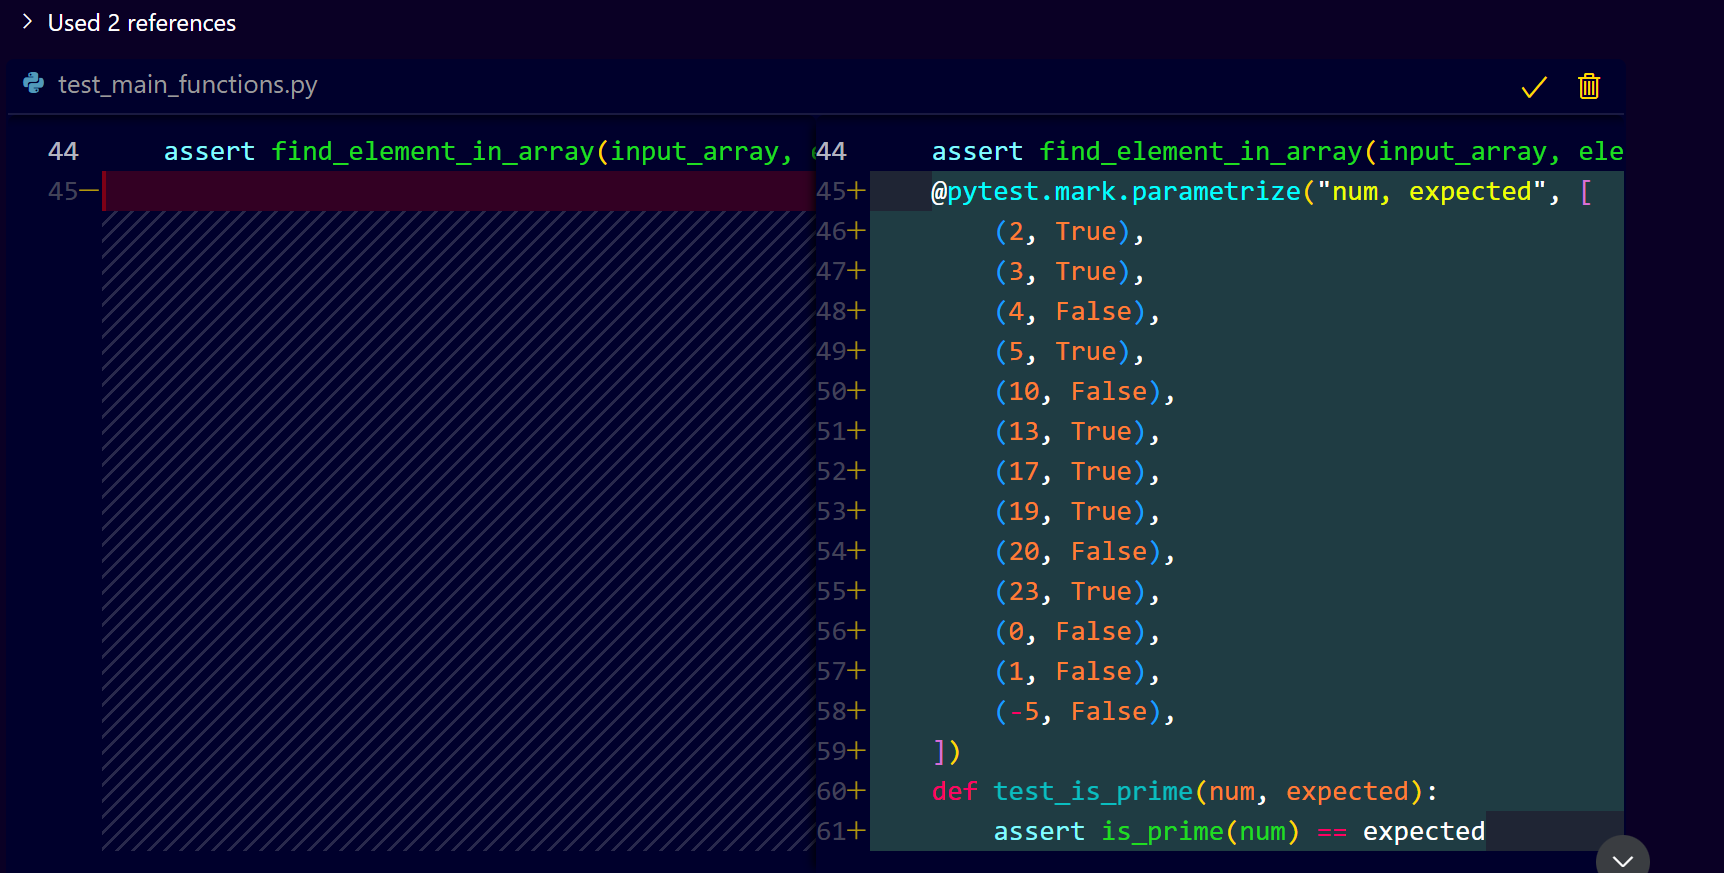 Used 2 references
test_main_functions.py
44 assert find_element_in_array(input_array,
45—
44 assert find_element_in_array(input_array, ele
45+ @pytest.mark.parametrize("num, expected", [
46+ (2, True),
47+ (3, True),
48+ (4, False),
49+ (5, True),
50+ (10, False),
51+ (13, True),
52+ (17, True),
53+ (19, True),
54+ (20, False),
55+ (23, True),
56+ (0, False),
57+ (1, False),
58+ (-5, False),
59+ ])
60+ def test_is_prime(num, expected):
61+ assert is_prime(num) == expected